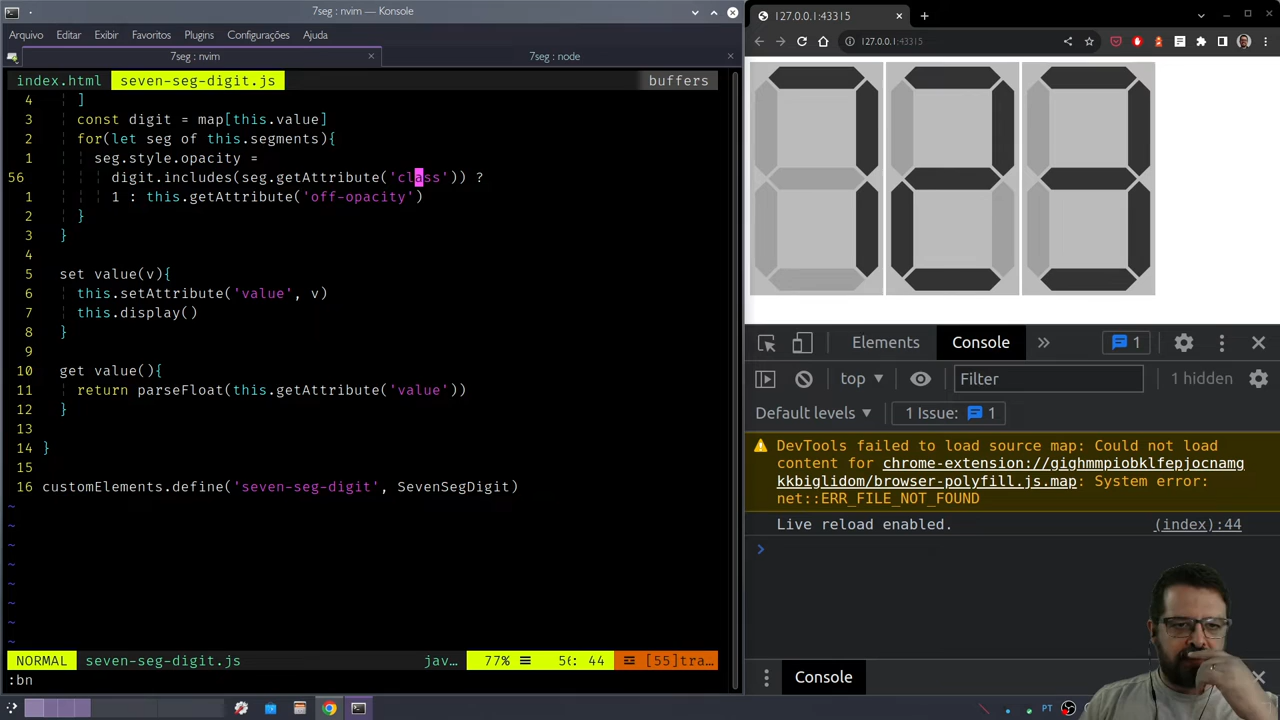 7seg : nvim — Konsole
Arquivo Editar Exibir Favoritos Plugins Configurações Ajuda
7seg : nvim
7seg : node
index.html seven-seg-digit.js buffers
4 ]
3 const digit = map[this.value]
2 for(let seg of this.segments){
1 seg.style.opacity =
56 digit.includes(seg.getAttribute('class')) ?
1 1 : this.getAttribute('off-opacity')
2 }
3 }
4
5 set value(v){
6 this.setAttribute('value', v)
7 this.display()
8 }
9
10 get value(){
11 return parseFloat(this.getAttribute('value'))
12 }
13
14 }
15
16 customElements.define('seven-seg-digit', SevenSegDigit)
~
~
~
~
~
~
~
~
NORMAL seven-seg-digit.js jav… 77% 56: 44 [55]tra…
:bn
127.0.0.1:43315
127.0.0.1:43315
Elements Console » 1
top Filter 1 hidden
Default levels 1 Issue: 1
DevTools failed to load source map: Could not load
content for chrome-extension://gighmmpiobklfepjocnamg
kkbiglidom/browser-polyfill.js.map: System error:
net::ERR_FILE_NOT_FOUND
Live reload enabled. (index):44
Console
PT